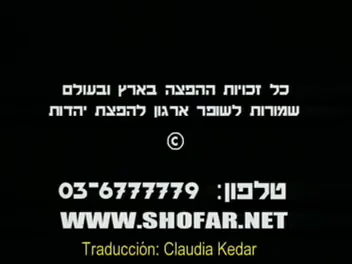 כל זכויות ההפצה בארץ ובעולם
שמורות לשופר ארגון להפצת יהדות
©
טלפון: 03-6777779
WWW.SHOFAR.NET
Traducción: Claudia Kedar